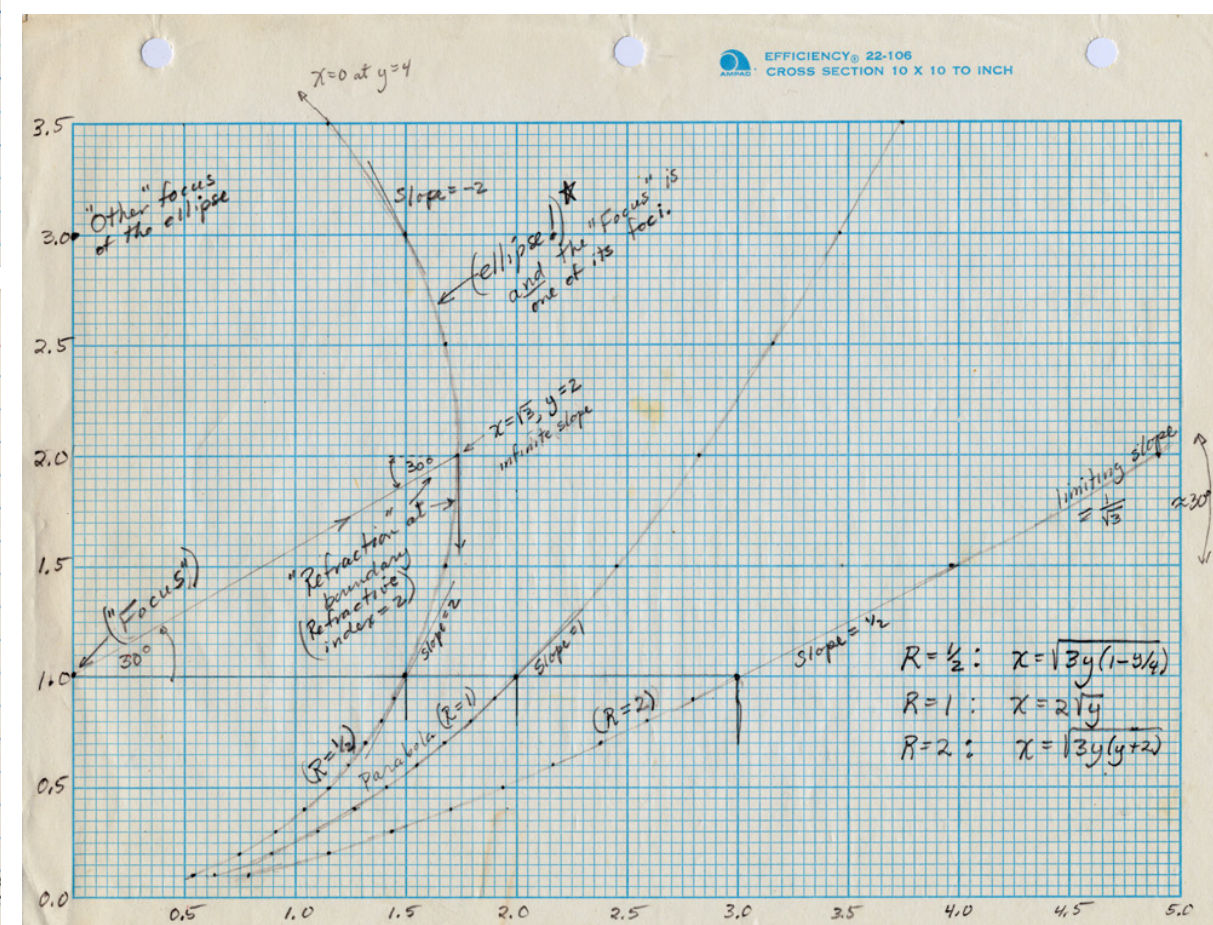 EFFICIENCY® 22-106
AMPAD CROSS SECTION 10 X 10 TO INCH
x=0 at y=4
3.5
"Other" focus
of the ellipse
Slope = -2
(ellipse!)★
and the "Focus" is
one of its foci.
3.0
2.5
x=√3, y=2
infinite slope
2.0
30°
limiting slope
= 1/√3
≈30°
"Refraction" at
boundary
(Refractive
index = 2)
1.5
("Focus")
30°
slope=2
Slope=1
Slope = 1/2
1.0
(R=1/2)
Parabola (R=1)
(R=2)
R=1/2: x=√3y(1-y/4)
R=1: x=2√y
R=2: x=√3y(y+2)
0.5
0.0
0.5 1.0 1.5 2.0 2.5 3.0 3.5 4.0 4.5 5.0